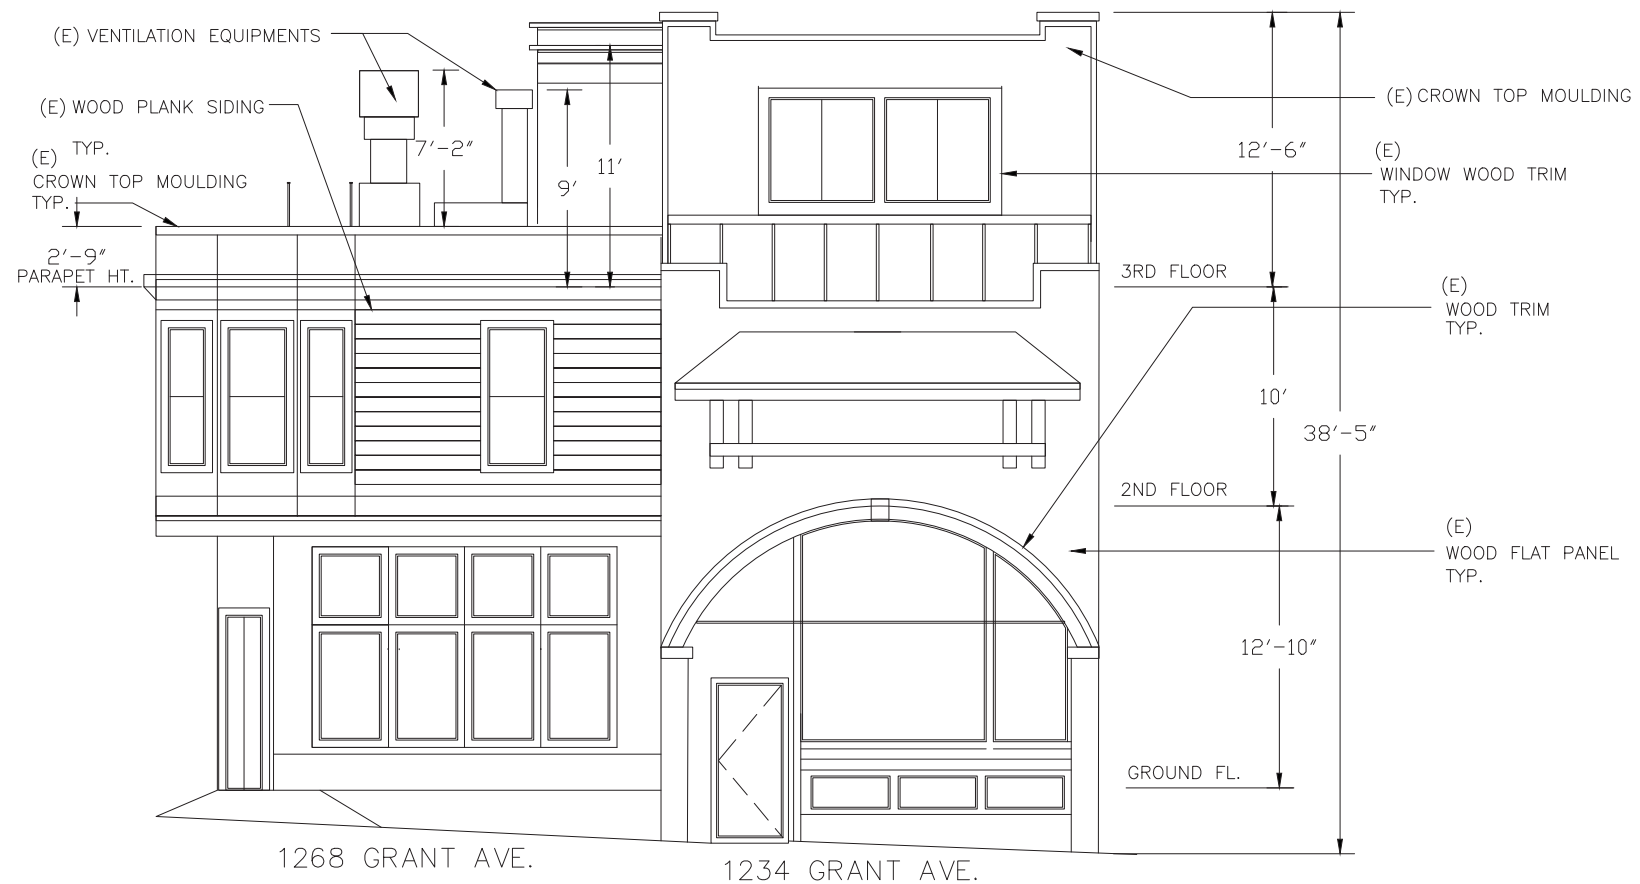 (E) VENTILATION EQUIPMENTS
(E) WOOD PLANK SIDING
TYP.
(E)
CROWN TOP MOULDING
TYP.
2'-9"
PARAPET HT.
7'-2"
9'
11'
(E) CROWN TOP MOULDING
12'-6"
(E)
WINDOW WOOD TRIM
TYP.
3RD FLOOR
(E)
WOOD TRIM
TYP.
10'
38'-5"
2ND FLOOR
(E)
WOOD FLAT PANEL
TYP.
12'-10"
GROUND FL.
1268 GRANT AVE.
1234 GRANT AVE.